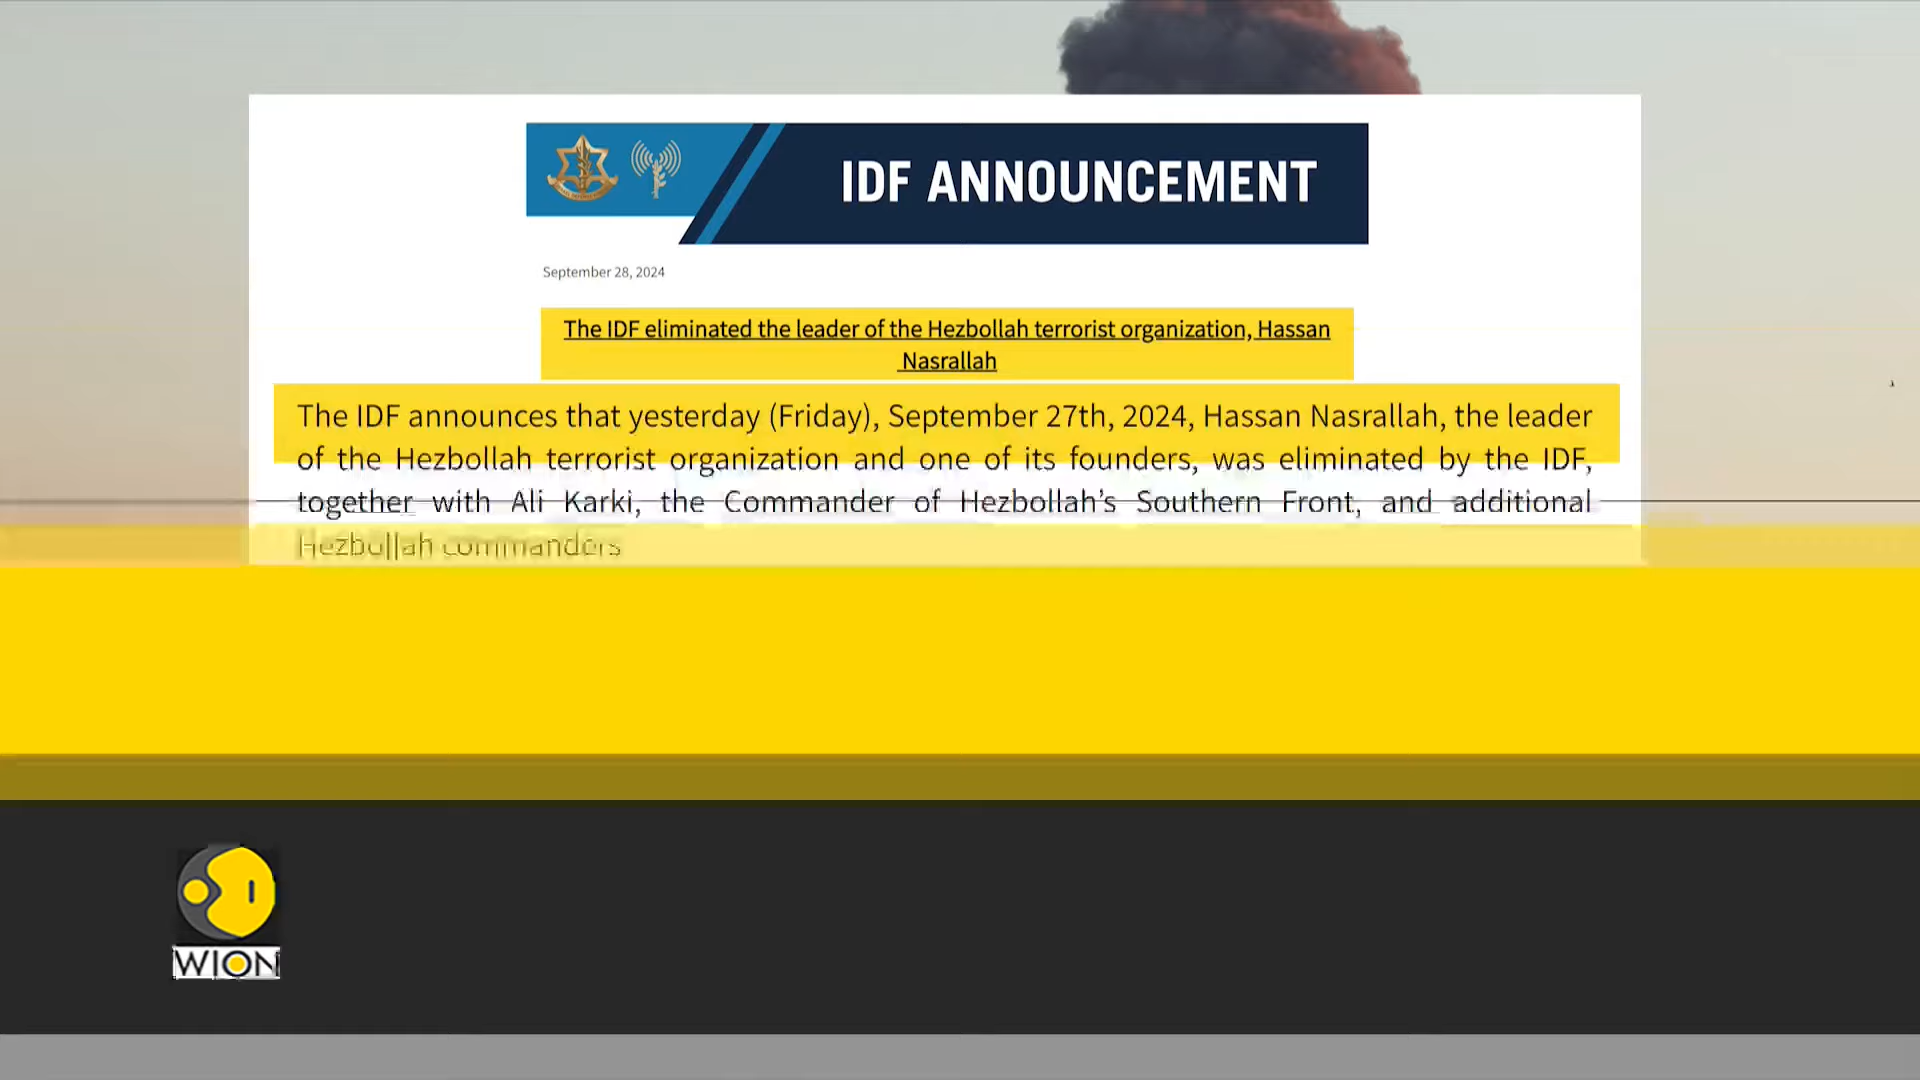 IDF ANNOUNCEMENT
September 28, 2024
The IDF eliminated the leader of the Hezbollah terrorist organization, Hassan
Nasrallah
The IDF announces that yesterday (Friday), September 27th, 2024, Hassan Nasrallah, the leader
of the Hezbollah terrorist organization and one of its founders, was eliminated by the IDF,
together with Ali Karki, the Commander of Hezbollah’s Southern Front, and additional
Hezbollah commanders
WION